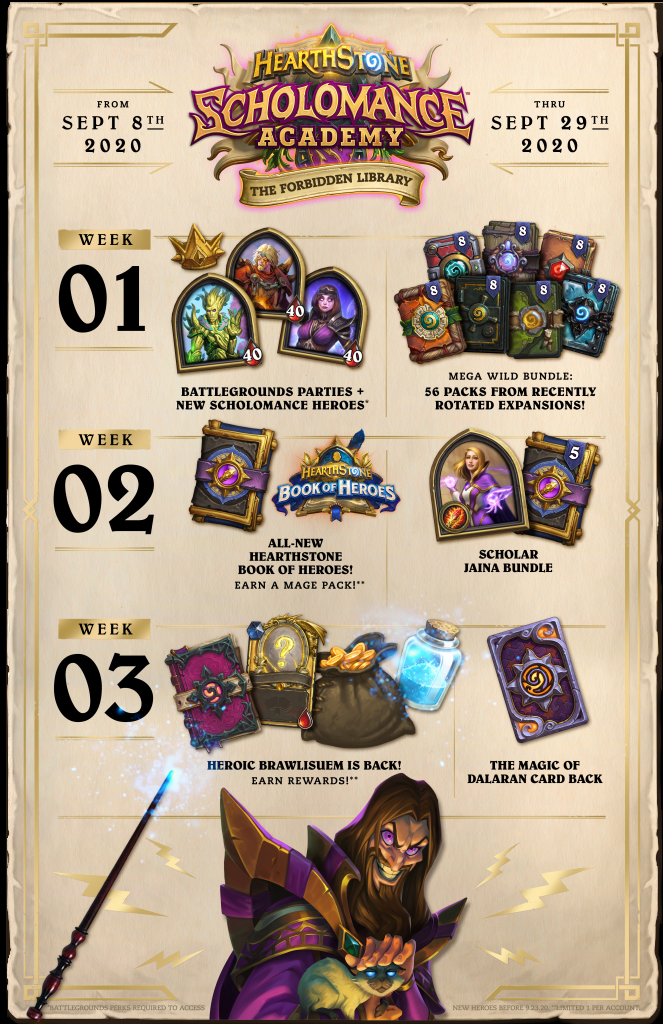 HEARTHSTONE
SCHOLOMANCE
ACADEMY
THE FORBIDDEN LIBRARY
FROM
SEPT 8TH
2020
THRU
SEPT 29TH
2020
WEEK
01
40
40
40
BATTLEGROUNDS PARTIES +
NEW SCHOLOMANCE HEROES*
8
8
8
8
8
8
8
MEGA WILD BUNDLE:
56 PACKS FROM RECENTLY
ROTATED EXPANSIONS!
WEEK
02
HEARTHSTONE
BOOK OF HEROES
ALL-NEW
HEARTHSTONE
BOOK OF HEROES!
EARN A MAGE PACK!**
5
SCHOLAR
JAINA BUNDLE
WEEK
03
?
HEROIC BRAWLISUEM IS BACK!
EARN REWARDS!**
THE MAGIC OF
DALARAN CARD BACK
*BATTLEGROUNDS PERKS REQUIRED TO ACCESS
NEW HEROES BEFORE 9.23.20. **LIMITED 1 PER ACCOUNT.